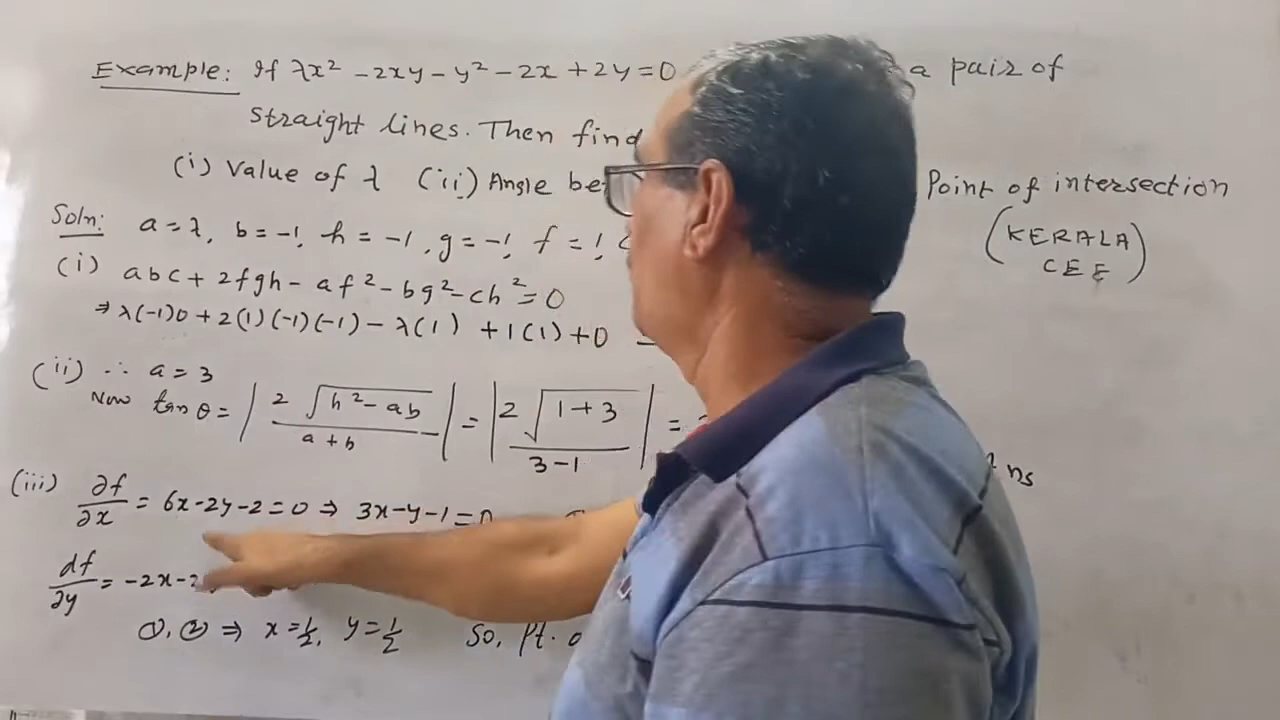 Example: If λx² - 2xy - y² - 2x + 2y = 0 a pair of
straight lines. Then find
(i) Value of λ (ii) Angle be Point of intersection
(KERALA
CEE)
Soln: a = λ, b = -1, h = -1, g = -1, f = 1,
(i) abc + 2fgh - af² - bg² - ch² = 0
⇒ λ(-1)0 + 2(1)(-1)(-1) - λ(1) + 1(1) + 0 =
(ii) ∴ a = 3
Now tan θ = | 2 √(h² - ab) / (a + b) | = | 2 √(1 + 3) / (3 - 1) | =
ns
(iii) ∂f/∂x = 6x - 2y - 2 = 0 ⇒ 3x - y - 1 = 0
df/∂y = -2x - 2
①, ② ⇒ x = 1/2, y = 1/2 So, Pt. o